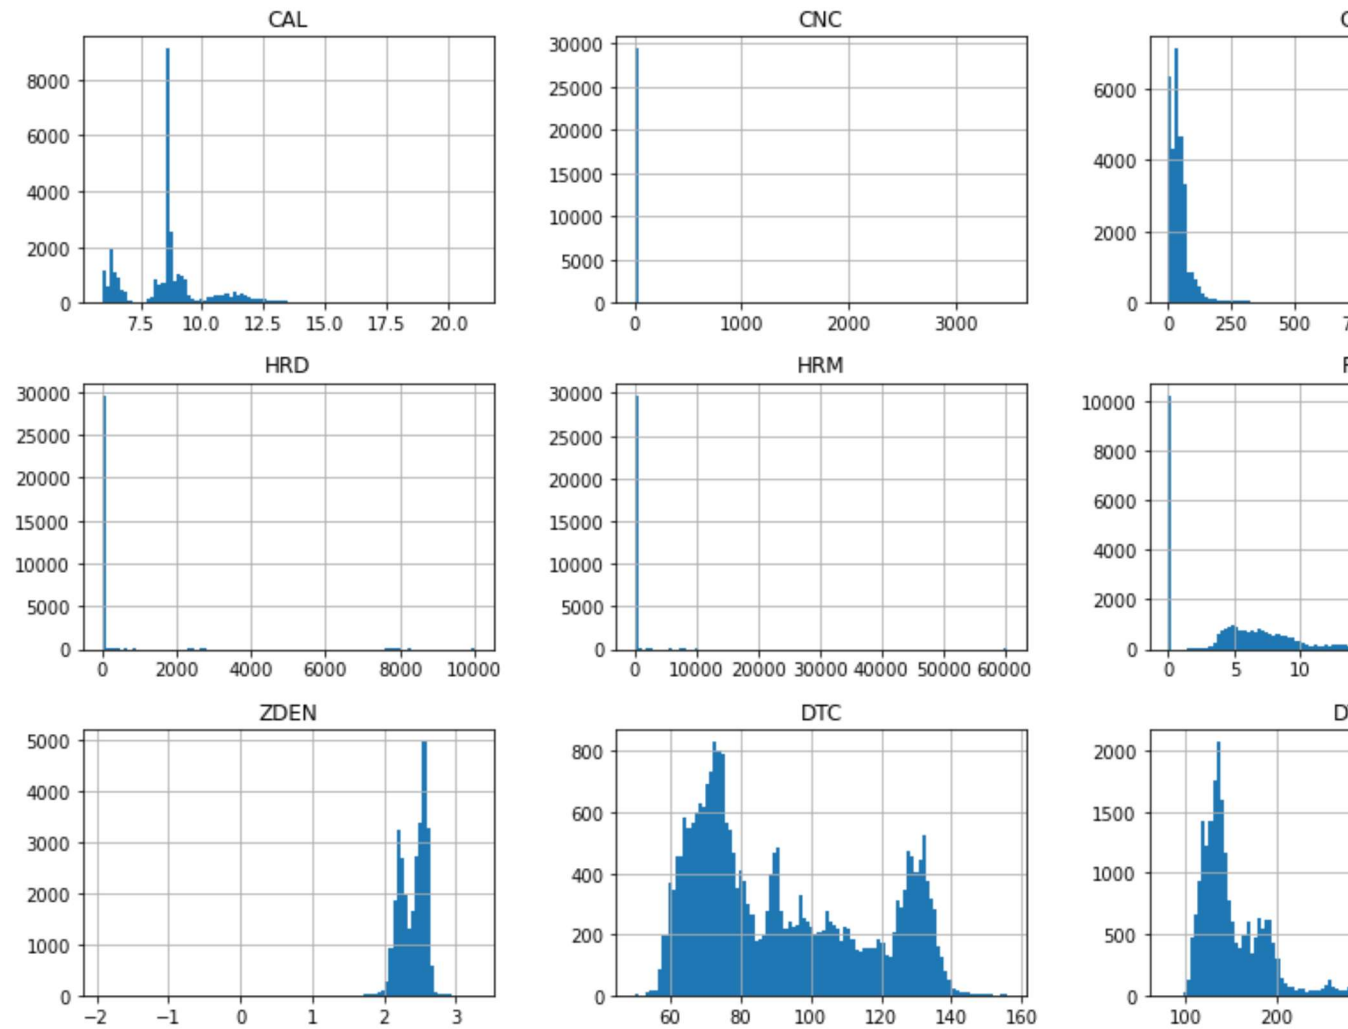 CAL CNC
8000 6000 4000 2000 0
7.5 10.0 12.5 15.0 17.5 20.0
30000 25000 20000 15000 10000 5000 0
0 1000 2000 3000
6000 4000 2000 0
0 250 500
HRD HRM
30000 25000 20000 15000 10000 5000 0
0 2000 4000 6000 8000 10000
30000 25000 20000 15000 10000 5000 0
0 10000 20000 30000 40000 50000 60000
10000 8000 6000 4000 2000 0
0 5 10
ZDEN DTC
5000 4000 3000 2000 1000 0
−2 −1 0 1 2 3
800 600 400 200 0
60 80 100 120 140 160
2000 1500 1000 500 0
100 200